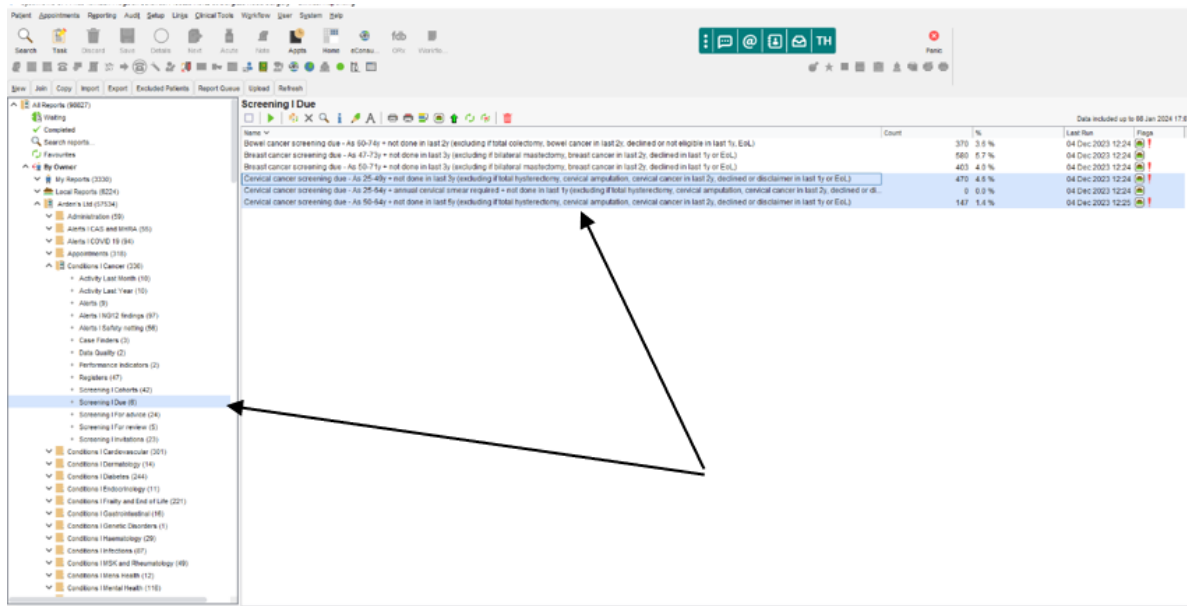 Patient Appointments Reporting Audit Setup Links Clinical Tools Workflow User System Help
Search Task Discard Save Details Next Acute Note Appts Home eConsu... Panic
fdb
@ TH
New Join Copy Import Export Excluded Patients Report Queue Upload Refresh
All Reports (98827)
Waiting
Completed
Search reports...
Favourites
By Owner
My Reports (3330)
Local Reports (8224)
Arden's Ltd (57534)
Administration (59)
Alerts I CAS and MHRA (55)
Alerts I COVID 19 (94)
Appointments (318)
Conditions I Cancer (336)
Activity Last Month (10)
Activity Last Year (10)
Alerts (9)
Alerts I NG12 findings (97)
Alerts I Safety netting (56)
Case Finders (3)
Data Quality (2)
Performance Indicators (2)
Registers (47)
Screening I Cohorts (42)
Screening I Due (6)
Screening I For advice (24)
Screening I For review (5)
Screening I Invitations (23)
Conditions I Cardiovascular (301)
Conditions I Dermatology (14)
Conditions I Diabetes (244)
Conditions I Endocrinology (11)
Conditions I Frailty and End of Life (221)
Conditions I Gastrointestinal (16)
Conditions I Genetic Disorders (1)
Conditions I Haematology (29)
Conditions I Infections (87)
Conditions I MSK and Rheumatology (49)
Conditions I Mens Health (12)
Conditions I Mental Health (110)
Screening I Due
Data included up to 08 Jan 2024 17:0
Name Count % Last Run Flags
Bowel cancer screening due - As 60-74y + not done in last 2y (excluding if total colectomy, bowel cancer in last 2y, declined or not eligible in last 1y, EoL) 370 3.6 % 04 Dec 2023 12:24
Breast cancer screening due - As 47-73y + not done in last 3y (excluding if bilateral mastectomy, breast cancer in last 2y, declined in last 1y or EoL) 580 5.7 % 04 Dec 2023 12:24
Breast cancer screening due - As 50-71y + not done in last 3y (excluding if bilateral mastectomy, breast cancer in last 2y, declined in last 1y or EoL) 403 4.0 % 04 Dec 2023 12:24
Cervical cancer screening due - As 25-49y + not done in last 3y (excluding if total hysterectomy, cervical amputation, cervical cancer in last 2y, declined or disclaimer in last 1y or EoL) 470 4.6 % 04 Dec 2023 12:24
Cervical cancer screening due - As 25-64y + annual cervical smear required + not done in last 1y (excluding if total hysterectomy, cervical amputation, cervical cancer in last 2y, declined or di... 0 0.0 % 04 Dec 2023 12:24
Cervical cancer screening due - As 50-64y + not done in last 5y (excluding if total hysterectomy, cervical amputation, cervical cancer in last 2y, declined or disclaimer in last 1y or EoL) 147 1.4 % 04 Dec 2023 12:25